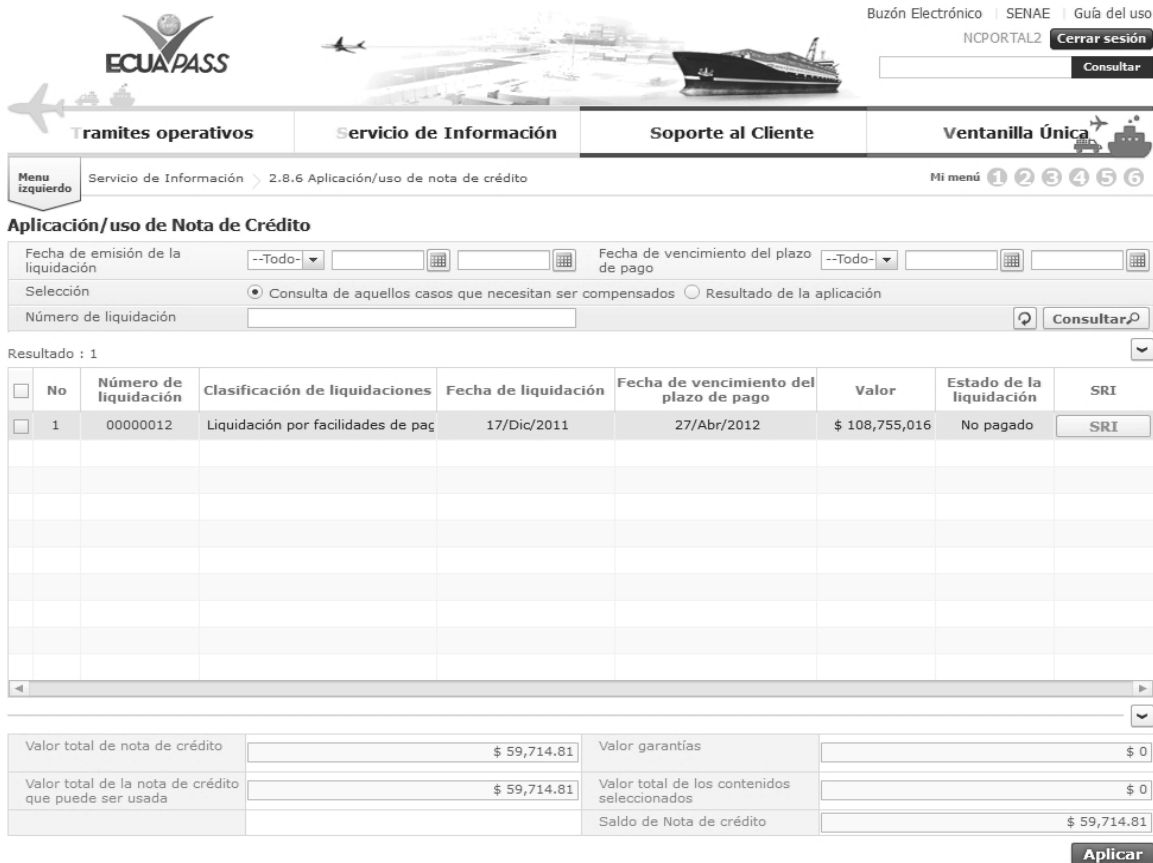 Buzón Electrónico | SENAE | Guía del uso
NCPORTAL2 Cerrar sesión
ECUAPASS
Consultar
Tramites operativos Servicio de Información Soporte al Cliente Ventanilla Única
Menu izquierdo
Servicio de Información 2.8.6 Aplicación/uso de nota de crédito
Mi menú 1 2 3 4 5 6
Aplicación/uso de Nota de Crédito
Fecha de emisión de la liquidación --Todo-
Fecha de vencimiento del plazo de pago --Todo-
Selección Consulta de aquellos casos que necesitan ser compensados Resultado de la aplicación
Número de liquidación Consultar
Resultado : 1
No Número de liquidación Clasificación de liquidaciones Fecha de liquidación Fecha de vencimiento del plazo de pago Valor Estado de la liquidación SRI
1 00000012 Liquidación por facilidades de pag 17/Dic/2011 27/Abr/2012 $ 108,755,016 No pagado SRI
Valor total de nota de crédito $ 59,714.81 Valor garantías $ 0
Valor total de la nota de crédito que puede ser usada $ 59,714.81 Valor total de los contenidos seleccionados $ 0
Saldo de Nota de crédito $ 59,714.81
Aplicar